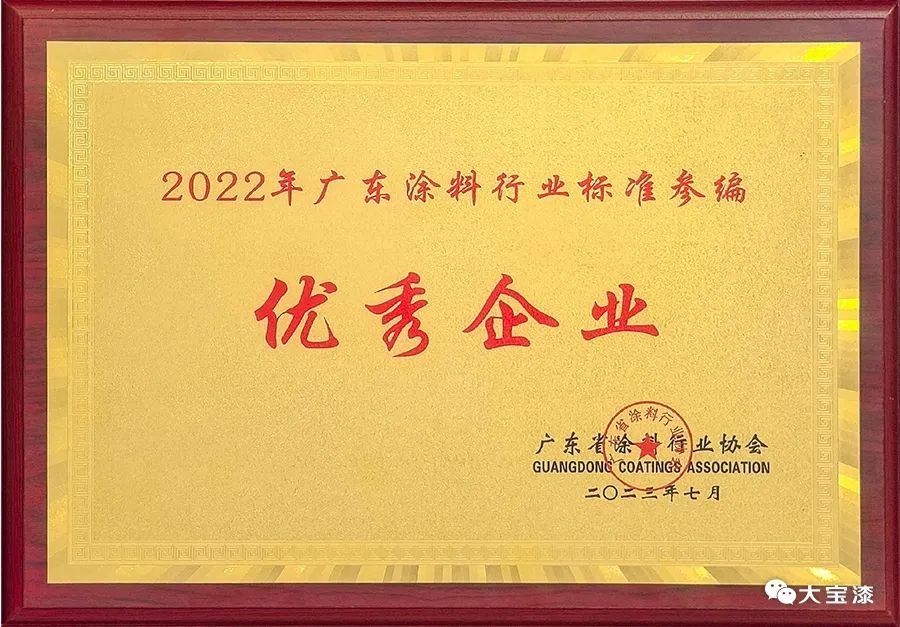 2022年广东涂料行业标准参编
优秀企业
广东省涂料行业协会
GUANGDONG COATINGS ASSOCIATION
二〇二三年七月
大宝漆